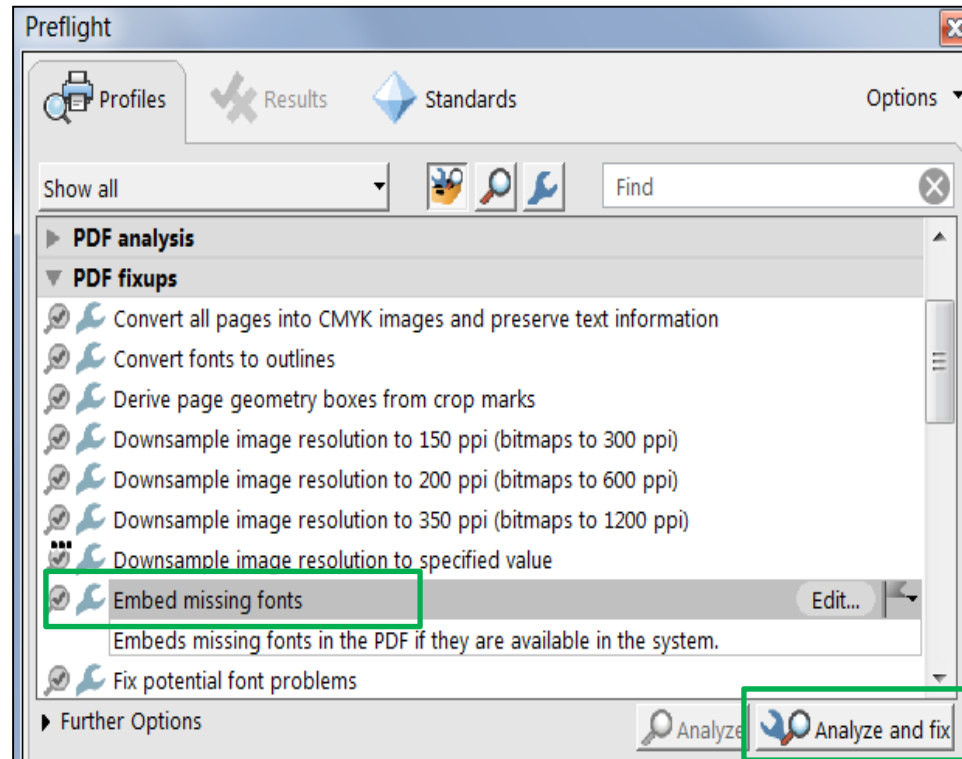 Preflight
Profiles Results Standards Options
Show all Find
PDF analysis
PDF fixups
Convert all pages into CMYK images and preserve text information
Convert fonts to outlines
Derive page geometry boxes from crop marks
Downsample image resolution to 150 ppi (bitmaps to 300 ppi)
Downsample image resolution to 200 ppi (bitmaps to 600 ppi)
Downsample image resolution to 350 ppi (bitmaps to 1200 ppi)
Downsample image resolution to specified value
Embed missing fonts Edit...
Embeds missing fonts in the PDF if they are available in the system.
Fix potential font problems
Further Options Analyze Analyze and fix